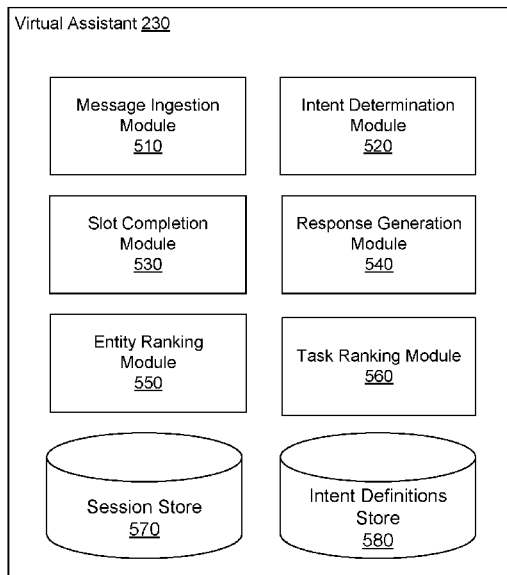 Virtual Assistant 230
Message Ingestion
Module
510
Intent Determination
Module
520
Slot Completion
Module
530
Response Generation
Module
540
Entity Ranking
Module
550
Task Ranking Module
560
Session Store
570
Intent Definitions
Store
580